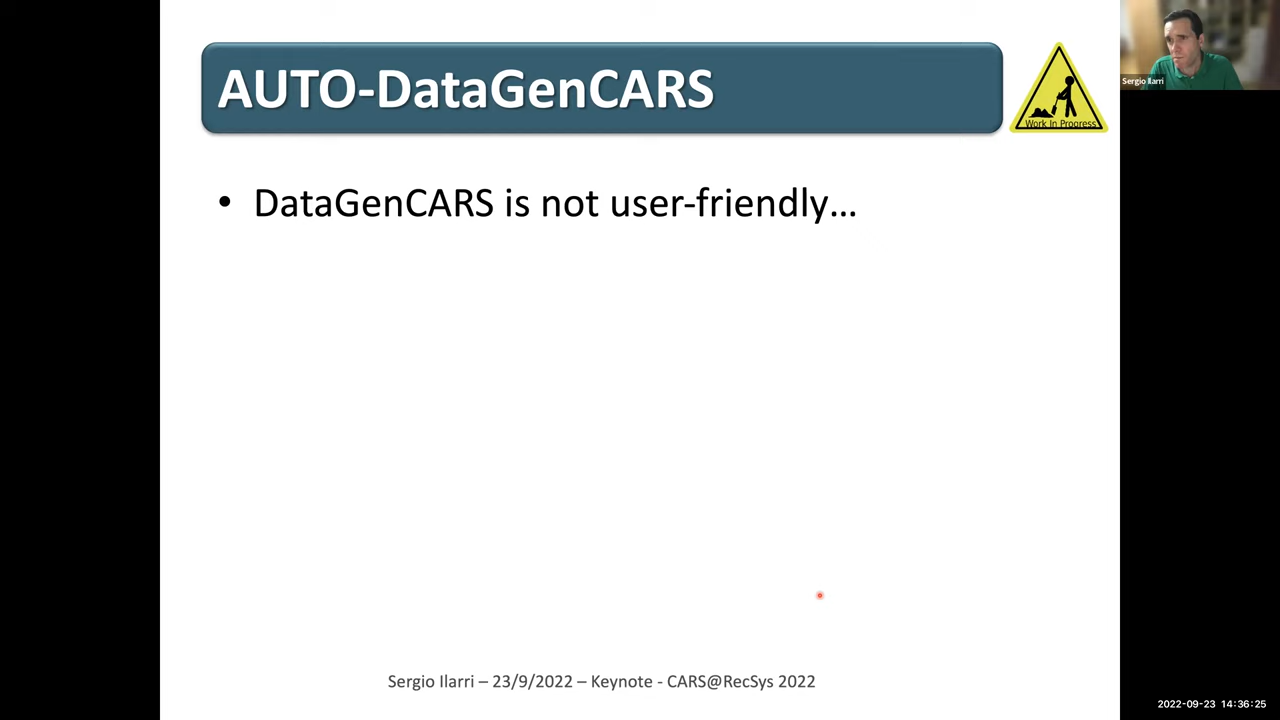 AUTO-DataGenCARS
Work In Progress
Sergio Ilarri
• DataGenCARS is not user-friendly...
Sergio Ilarri – 23/9/2022 – Keynote - CARS@RecSys 2022
2022-09-23 14:36:25